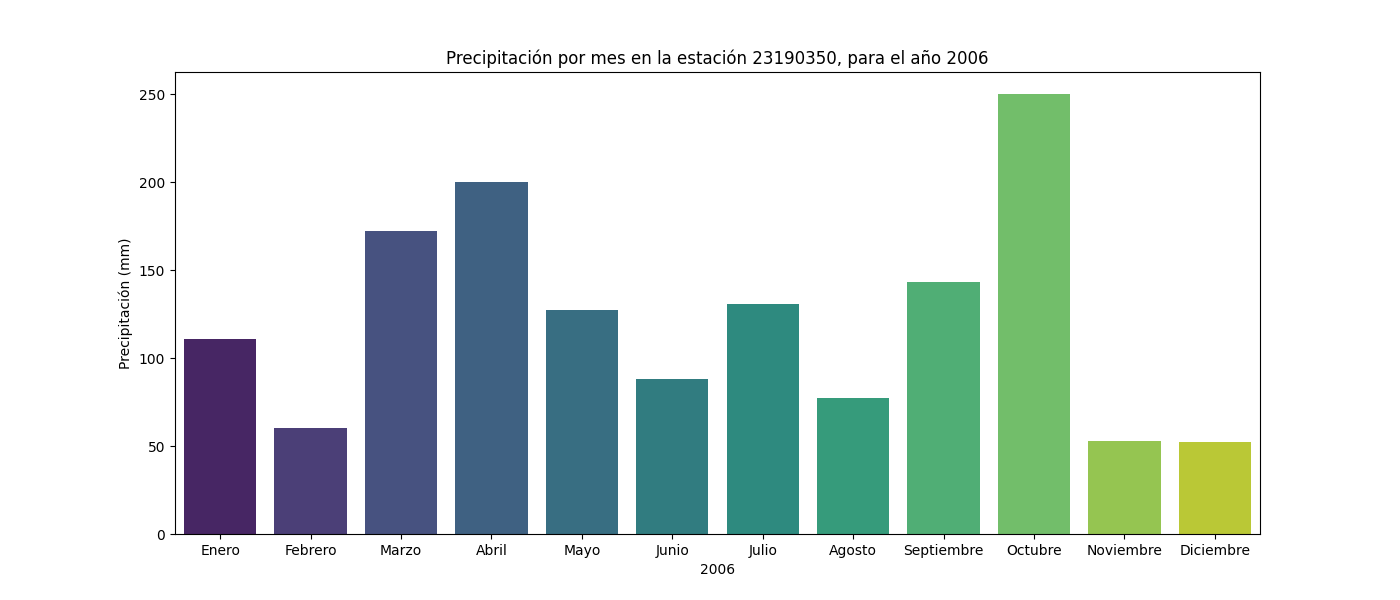 Precipitación por mes en la estación 23190350, para el año 2006
Precipitación (mm)
250
200
150
100
50
0
Enero Febrero Marzo Abril Mayo Junio Julio Agosto Septiembre Octubre Noviembre Diciembre
2006